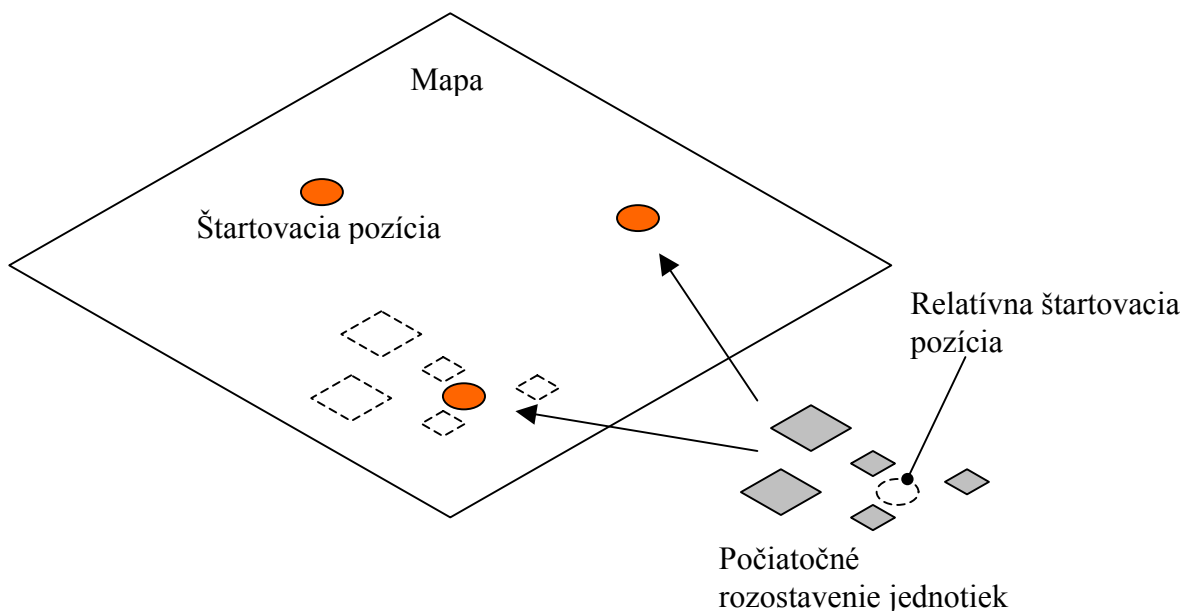 Mapa
Štartovacia pozícia
Relatívna štartovacia
pozícia
Počiatočné
rozostavenie jednotiek